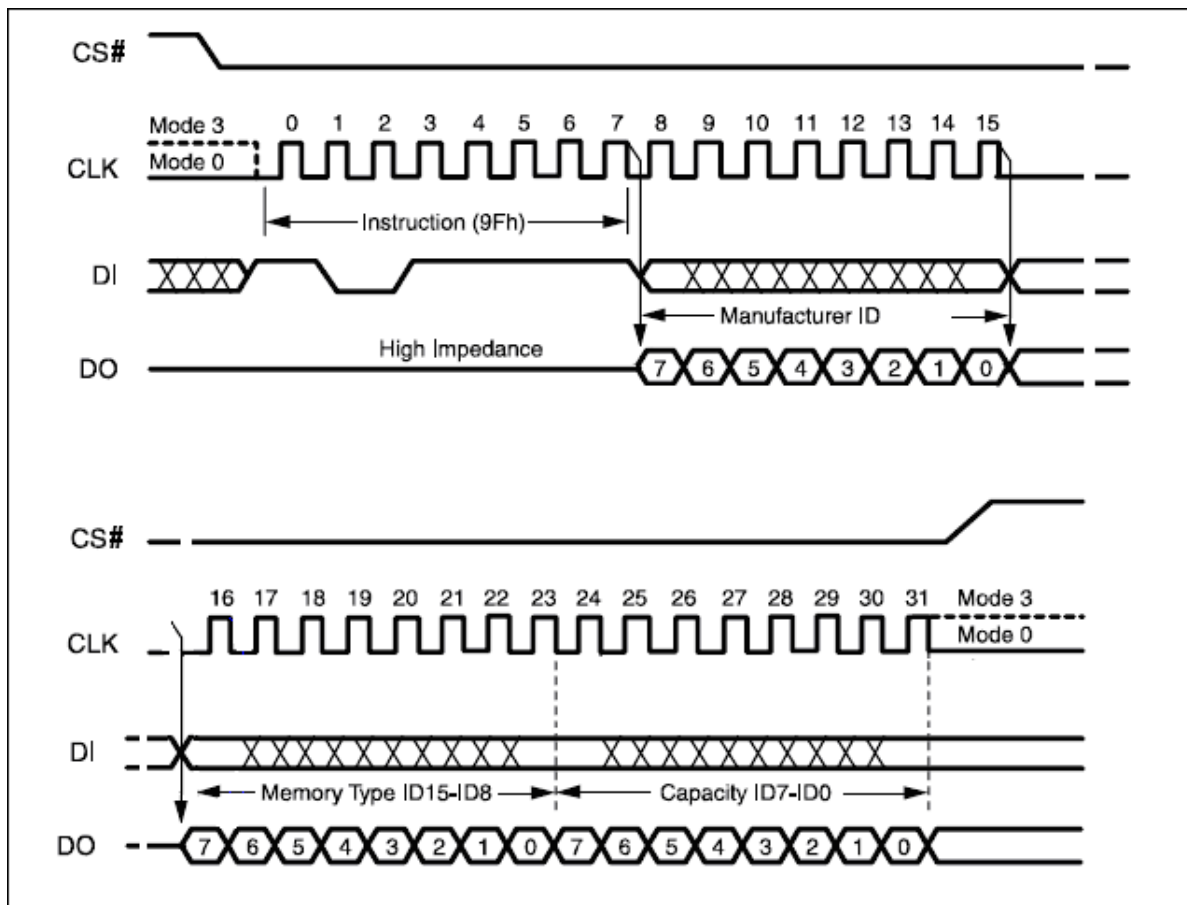 CS#
0 1 2 3 4 5 6 7 8 9 10 11 12 13 14 15
Mode 3
CLK
Mode 0
Instruction (9Fh)
DI
Manufacturer ID
High Impedance
DO
7 6 5 4 3 2 1 0
CS#
16 17 18 19 20 21 22 23 24 25 26 27 28 29 30 31
Mode 3
CLK
Mode 0
DI
Memory Type ID15-ID8
Capacity ID7-ID0
DO
7 6 5 4 3 2 1 0 7 6 5 4 3 2 1 0